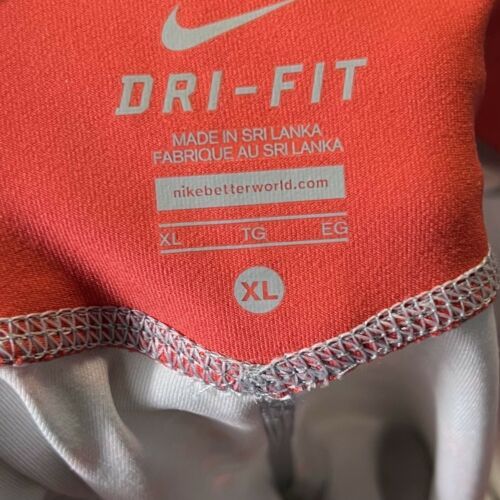 DRI-FIT
MADE IN SRI LANKA
FABRIQUE AU SRI LANKA
nikebetterworld.com
XL TG EG
XL